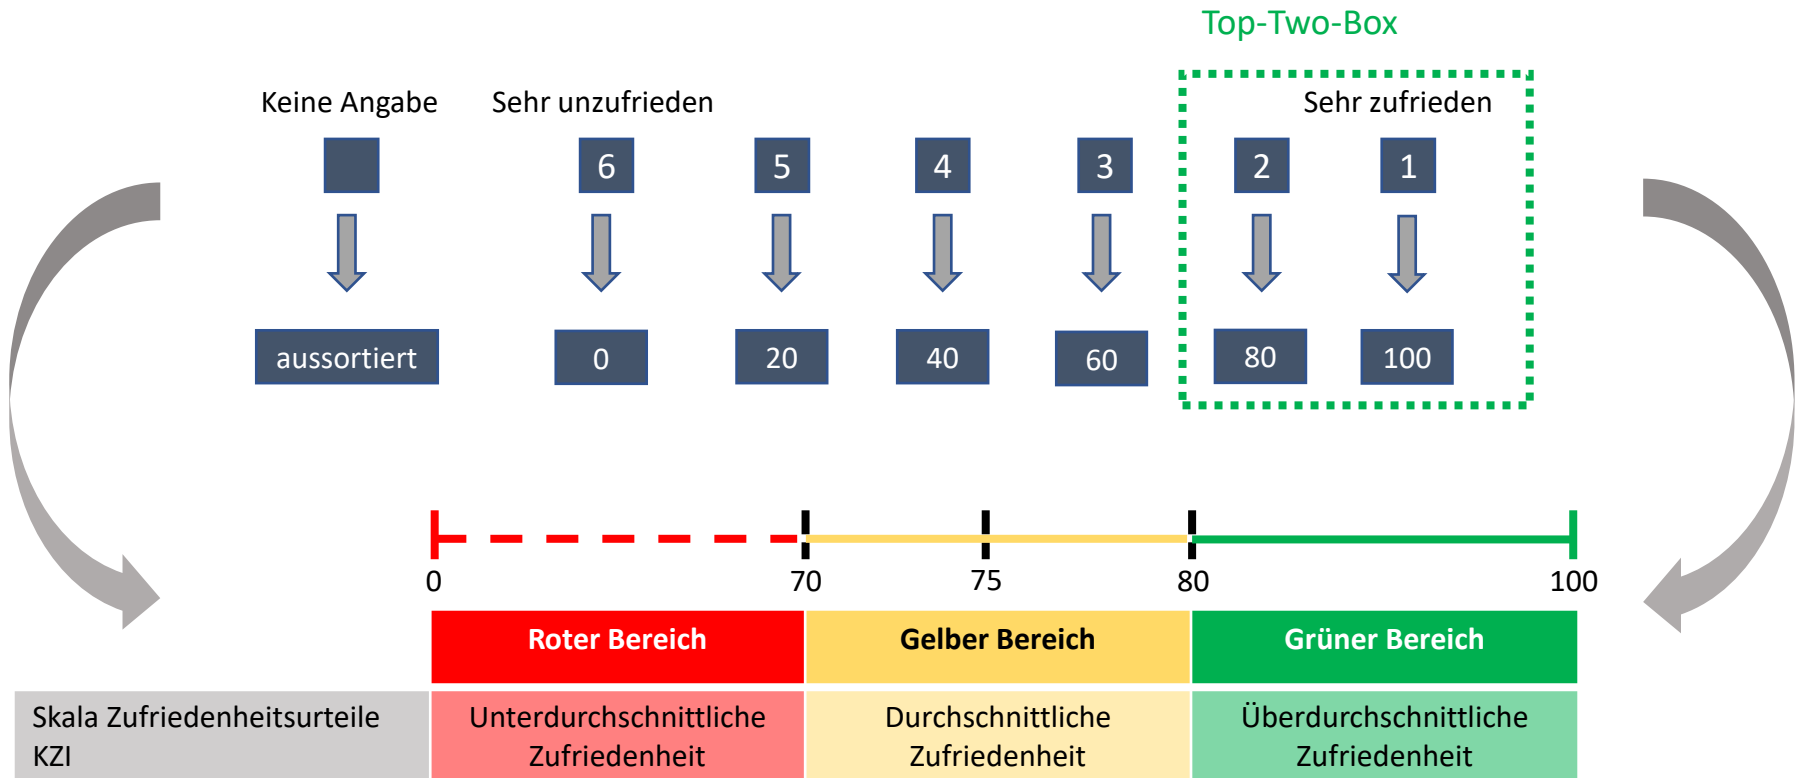 Top-Two-Box
Keine Angabe
Sehr unzufrieden
Sehr zufrieden
6
5
4
3
2
1
aussortiert
0
20
40
60
80
100
0
70
75
80
100
Roter Bereich
Gelber Bereich
Grüner Bereich
Skala Zufriedenheitsurteile
KZI
Unterdurchschnittliche
Zufriedenheit
Durchschnittliche
Zufriedenheit
Überdurchschnittliche
Zufriedenheit